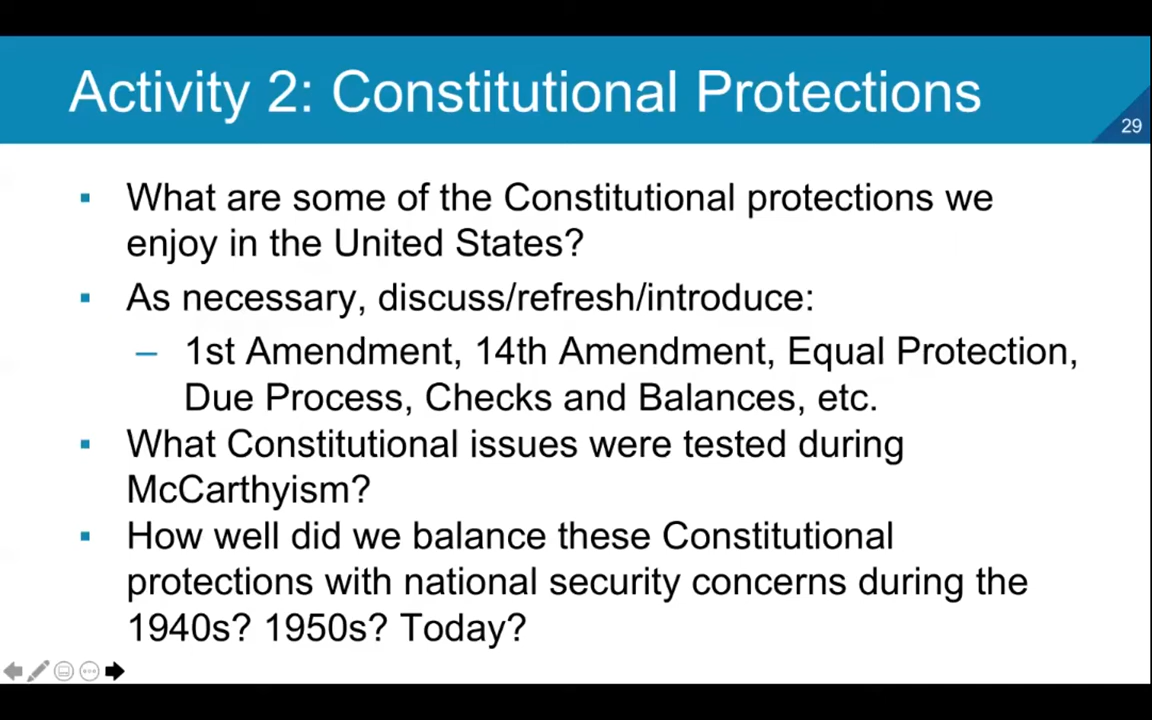 Activity 2: Constitutional Protections
29
▪ What are some of the Constitutional protections we
enjoy in the United States?
▪ As necessary, discuss/refresh/introduce:
– 1st Amendment, 14th Amendment, Equal Protection,
Due Process, Checks and Balances, etc.
▪ What Constitutional issues were tested during
McCarthyism?
▪ How well did we balance these Constitutional
protections with national security concerns during the
1940s? 1950s? Today?